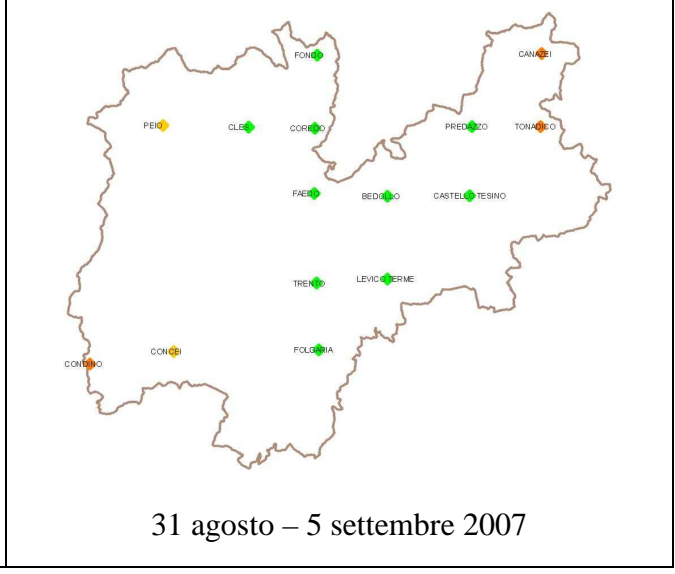 FONDO
CANAZEI
PEIO
CLES
COREDO
PREDAZZO
TONADICO
FAEDO
BEDOLLO
CASTELLO TESINO
TRENTO
LEVICO TERME
CONDINO
CONCEI
FOLGARIA
31 agosto – 5 settembre 2007